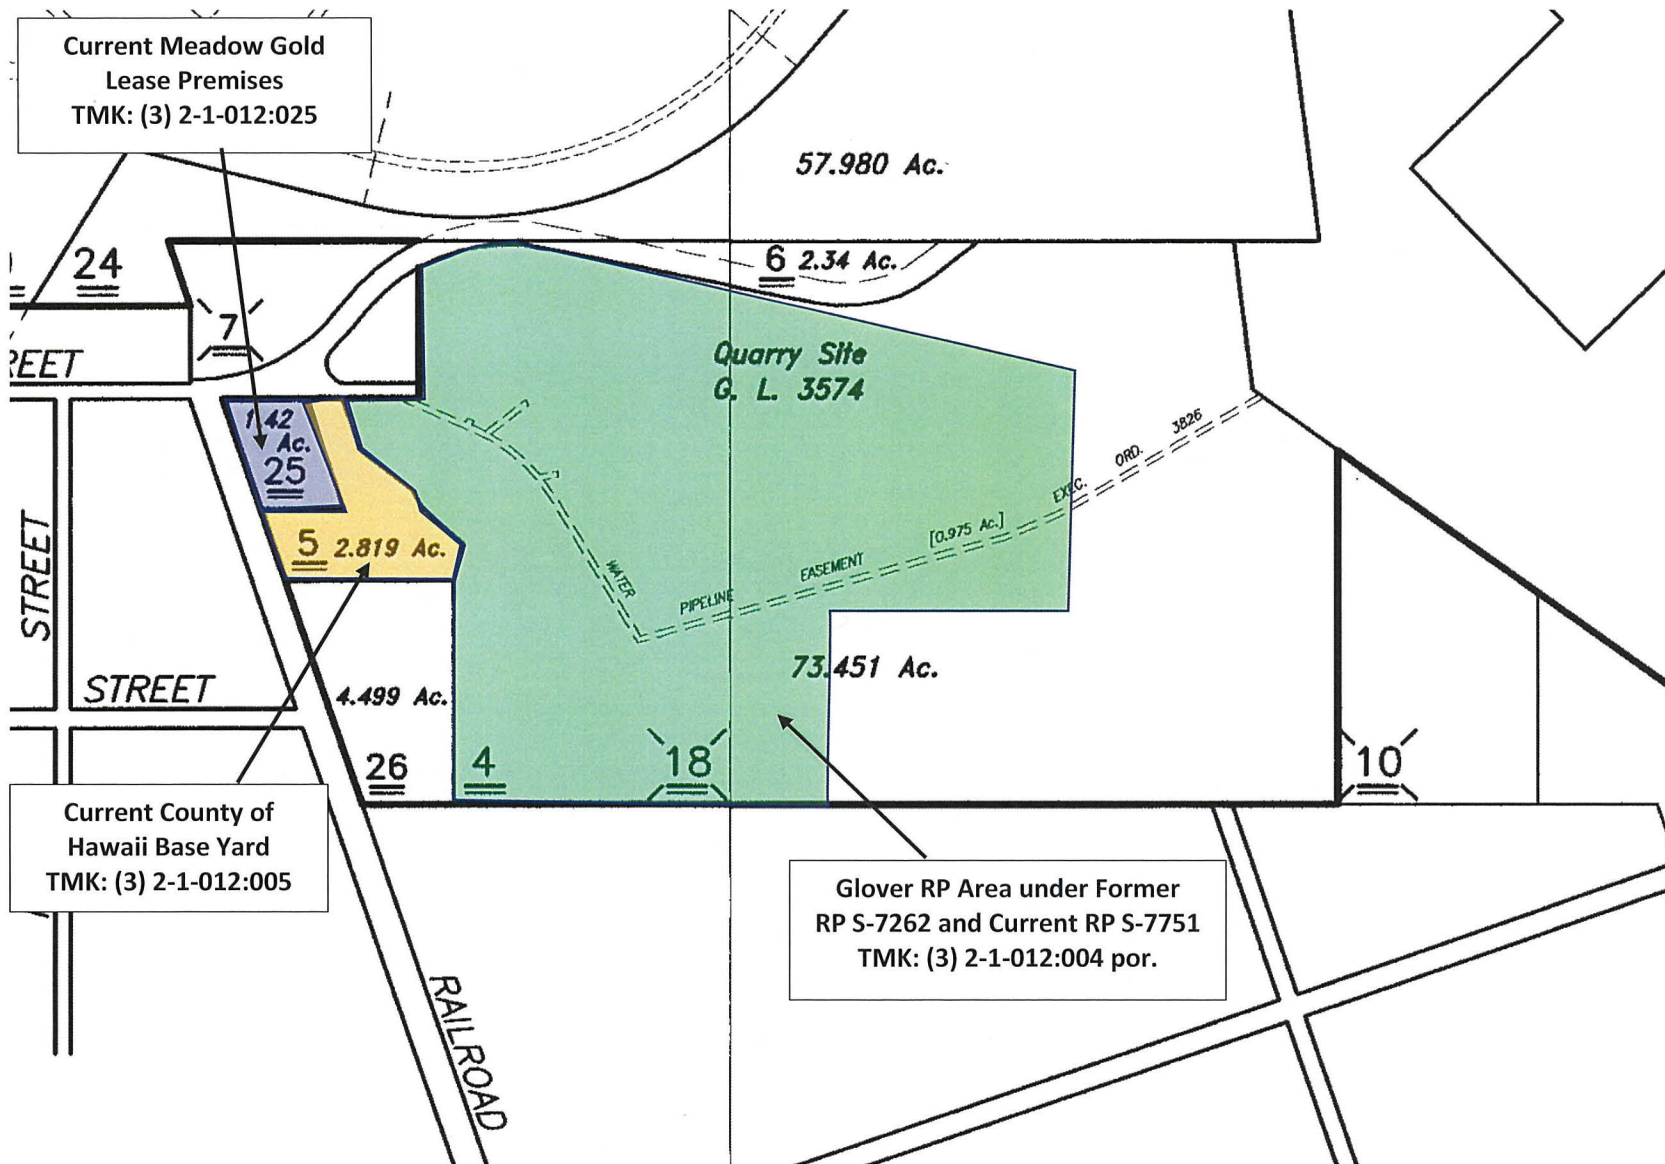 Current Meadow Gold
Lease Premises
TMK: (3) 2-1-012:025
57.980 Ac.
24
6 2.34 Ac.
7
REET
Quarry Site
G. L. 3574
1.42
Ac.
25
EXEC. ORD. 3826
STREET
5 2.819 Ac.
WATER
PIPELINE EASEMENT [0.975 Ac.]
STREET
4.499 Ac.
73.451 Ac.
26
4
18
10
Current County of
Hawaii Base Yard
TMK: (3) 2-1-012:005
Glover RP Area under Former
RP S-7262 and Current RP S-7751
TMK: (3) 2-1-012:004 por.
RAILROAD